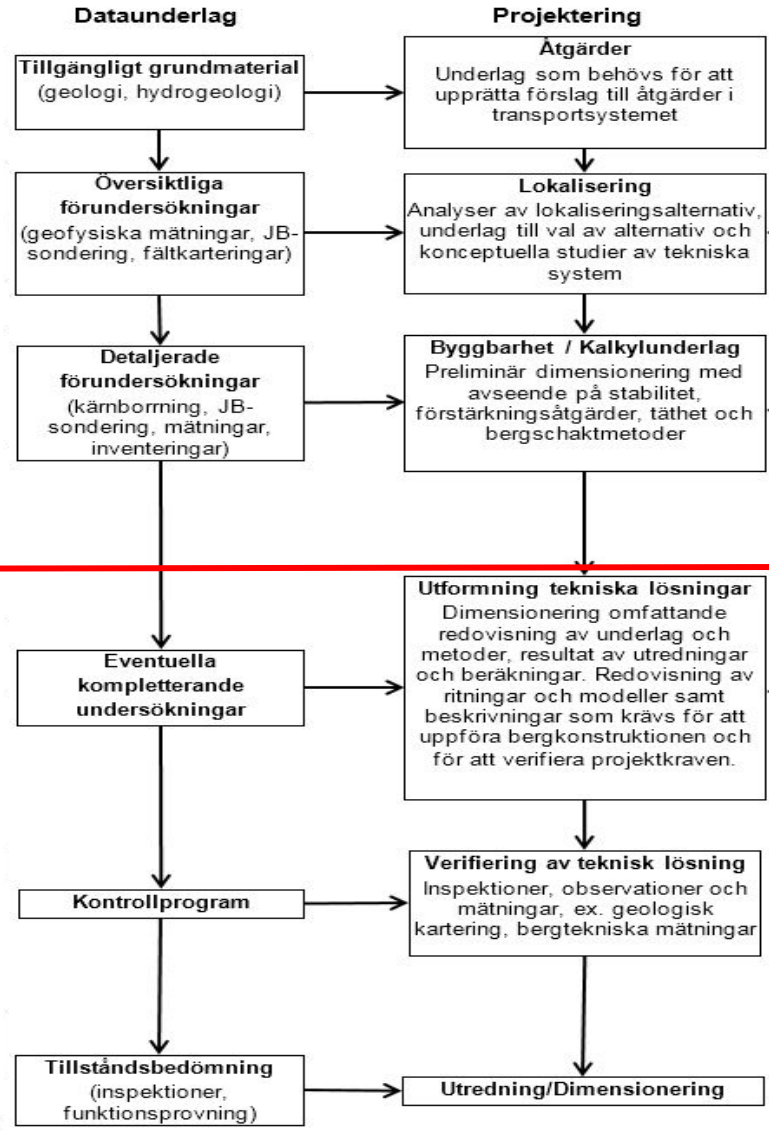 Dataunderlag
Projektering
Tillgängligt grundmaterial
(geologi, hydrogeologi)
Åtgärder
Underlag som behövs för att
upprätta förslag till åtgärder i
transportsystemet
Översiktliga
förundersökningar
(geofysiska mätningar, JB-
sondering, fältkarteringar)
Lokalisering
Analyser av lokaliseringsalternativ,
underlag till val av alternativ och
konceptuella studier av tekniska
system
Detaljerade
förundersökningar
(kärnborrning, JB-
sondering, mätningar,
inventeringar)
Byggbarhet / Kalkylunderlag
Preliminär dimensionering med
avseende på stabilitet,
förstärkningsåtgärder, täthet och
bergschaktmetoder
Eventuella
kompletterande
undersökningar
Utformning tekniska lösningar
Dimensionering omfattande
redovisning av underlag och
metoder, resultat av utredningar
och beräkningar. Redovisning av
ritningar och modeller samt
beskrivningar som krävs för att
uppföra bergkonstruktionen och
för att verifiera projektkraven.
Kontrollprogram
Verifiering av teknisk lösning
Inspektioner, observationer och
mätningar, ex. geologisk
kartering, bergtekniska mätningar
Tillståndsbedömning
(inspektioner,
funktionsprovning)
Utredning/Dimensionering